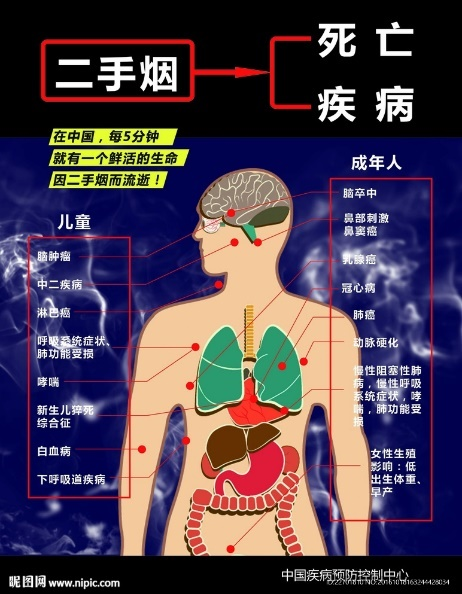 二手烟
死亡
疾病
在中国，每5分钟
就有一个鲜活的生命
因二手烟而流逝！
儿童
脑肿瘤
中二疾病
淋巴癌
呼吸系统症状、
肺功能受损
哮喘
新生儿猝死
综合征
白血病
下呼吸道疾病
成年人
脑卒中
鼻部刺激
鼻窦癌
乳腺癌
冠心病
肺癌
动脉硬化
慢性阻塞性肺
病，慢性呼吸
系统症状，哮
喘，肺功能受
损
女性生殖
影响：低
出生体重、
早产
中国疾病预防控制中心
昵图网 www.nipic.com